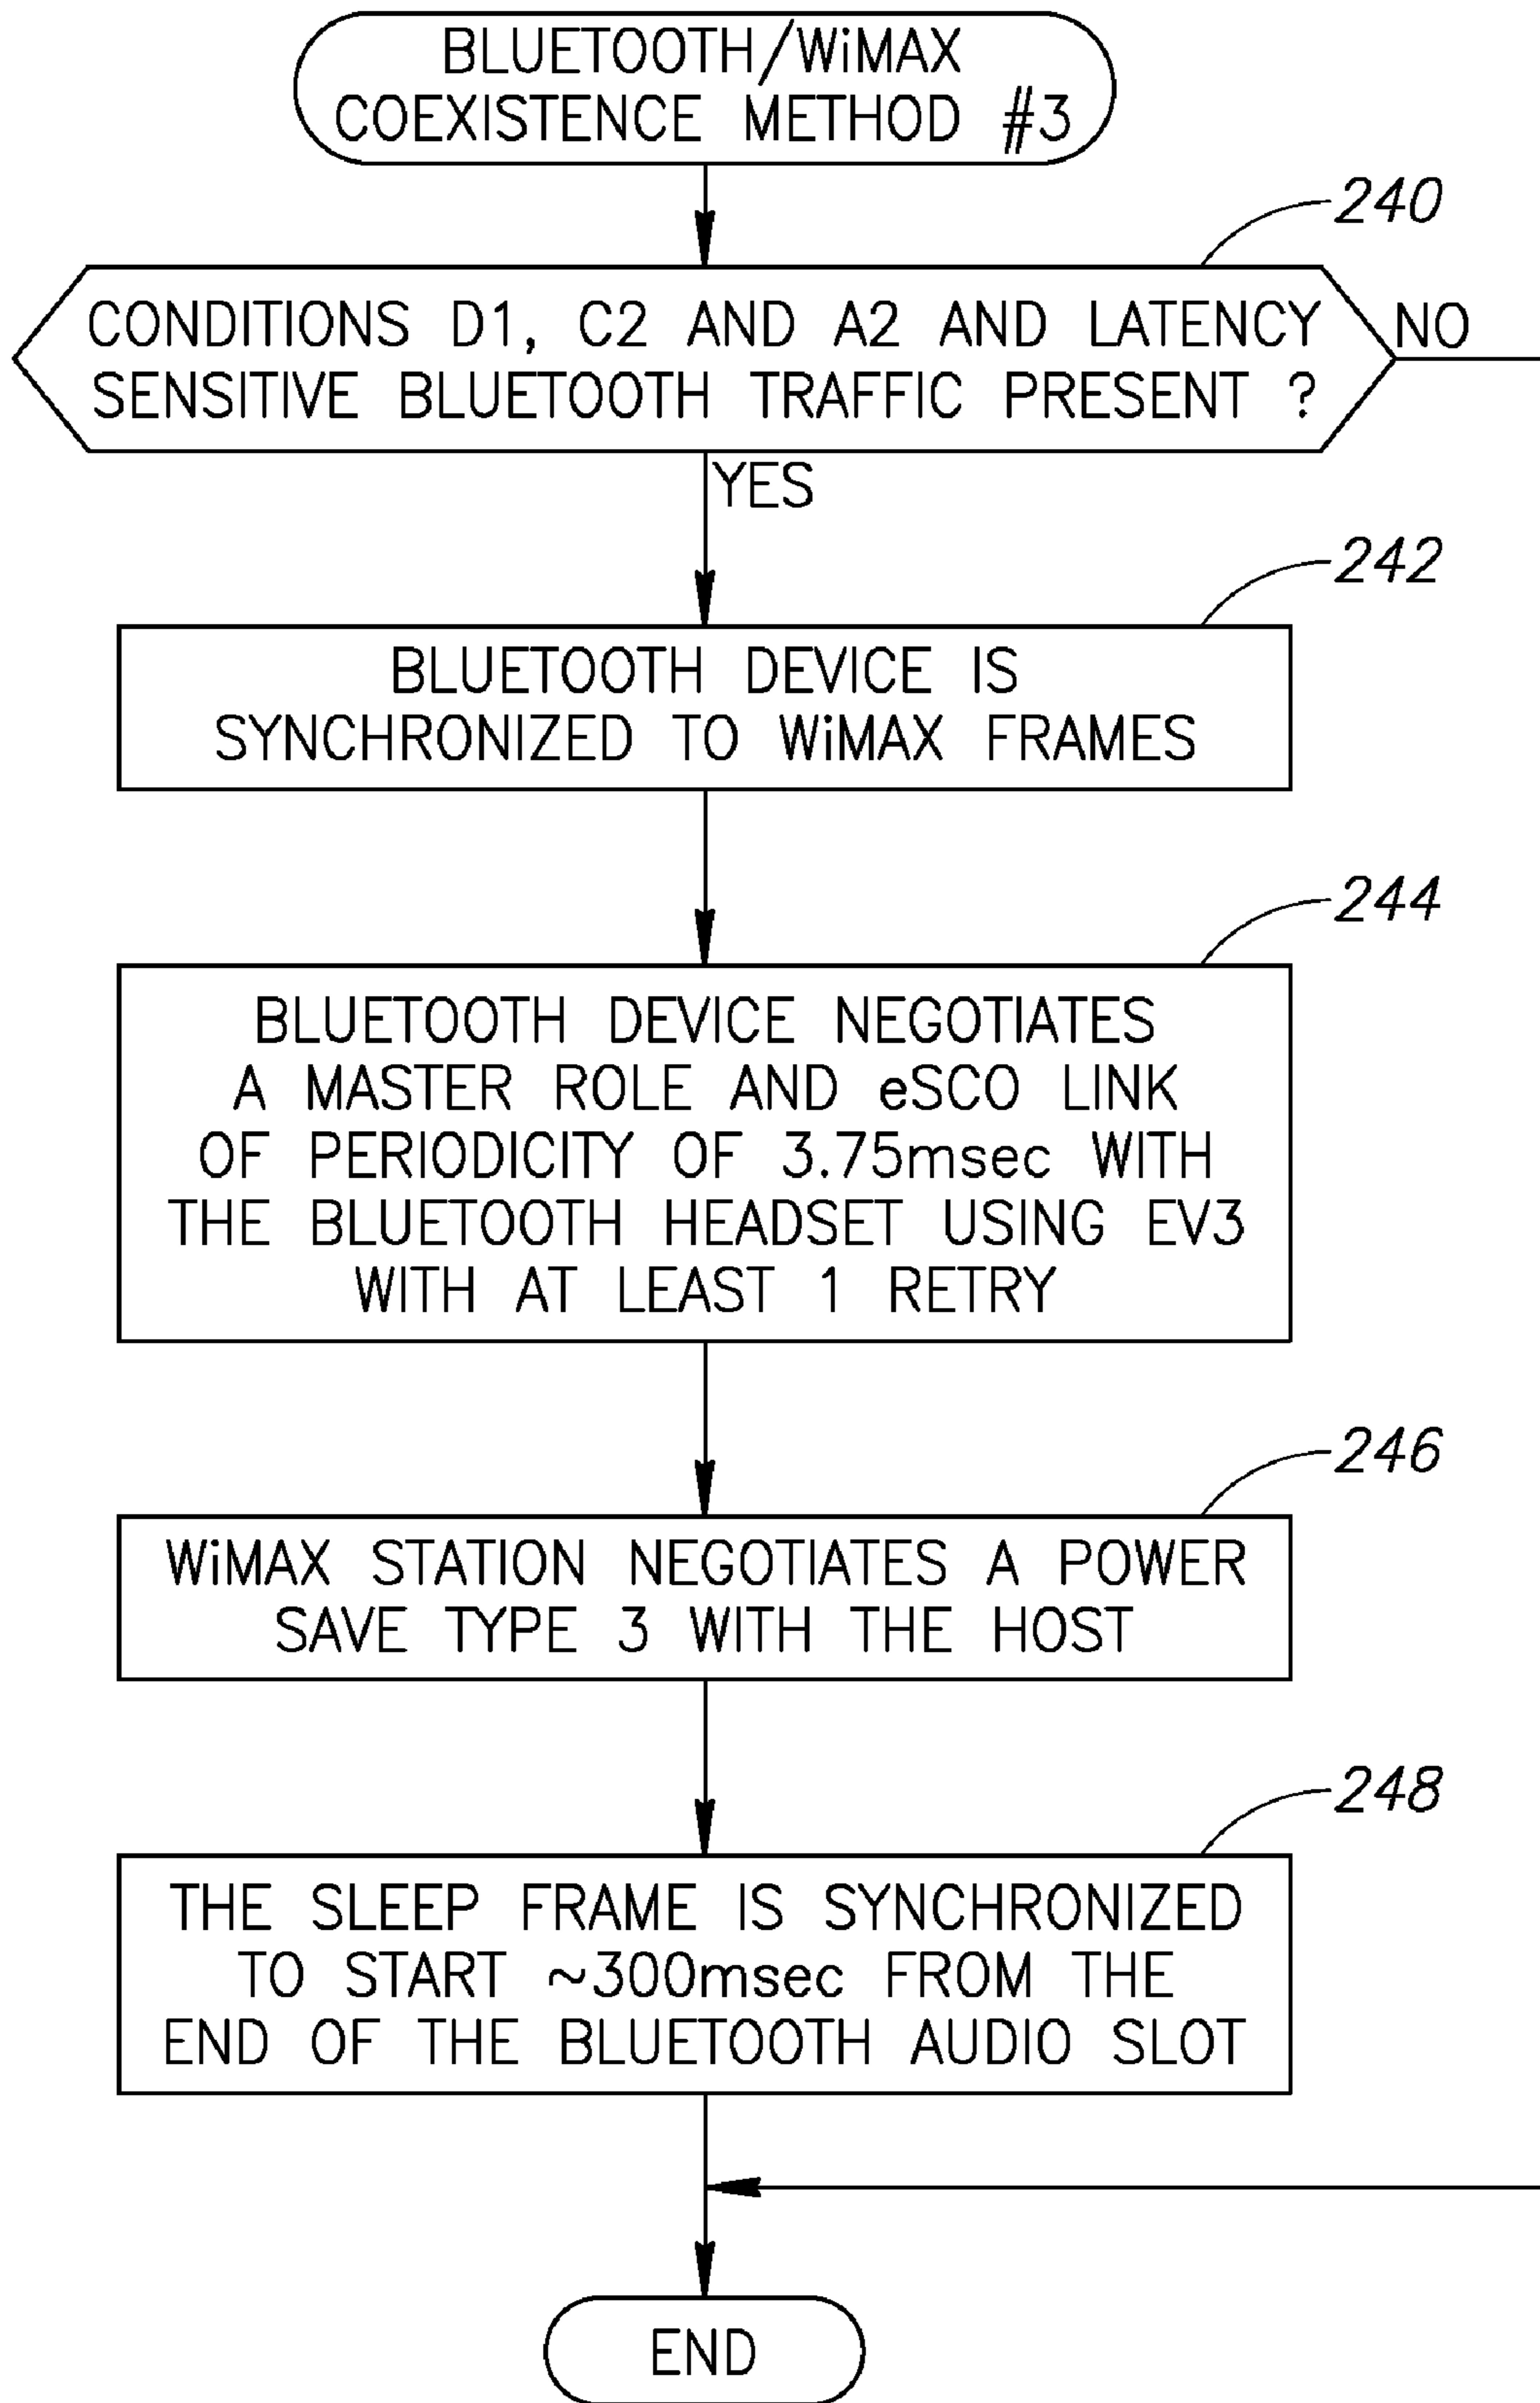 BLUETOOTH/WiMAX
COEXISTENCE METHOD #3
240
CONDITIONS D1, C2 AND A2 AND LATENCY
SENSITIVE BLUETOOTH TRAFFIC PRESENT ?
NO
YES
242
BLUETOOTH DEVICE IS
SYNCHRONIZED TO WiMAX FRAMES
244
BLUETOOTH DEVICE NEGOTIATES
A MASTER ROLE AND eSCO LINK
OF PERIODICITY OF 3.75msec WITH
THE BLUETOOTH HEADSET USING EV3
WITH AT LEAST 1 RETRY
246
WiMAX STATION NEGOTIATES A POWER
SAVE TYPE 3 WITH THE HOST
248
THE SLEEP FRAME IS SYNCHRONIZED
TO START ~300msec FROM THE
END OF THE BLUETOOTH AUDIO SLOT
END